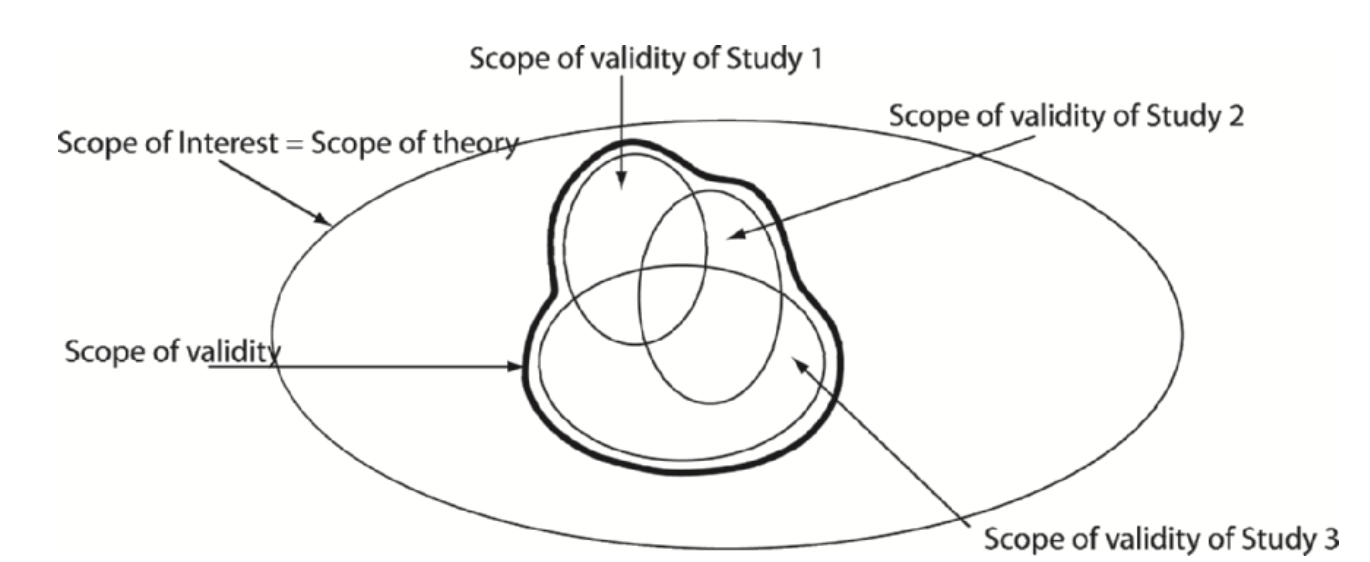 Scope of validity of Study 1
Scope of validity of Study 2
Scope of Interest = Scope of theory
Scope of validity
Scope of validity of Study 3